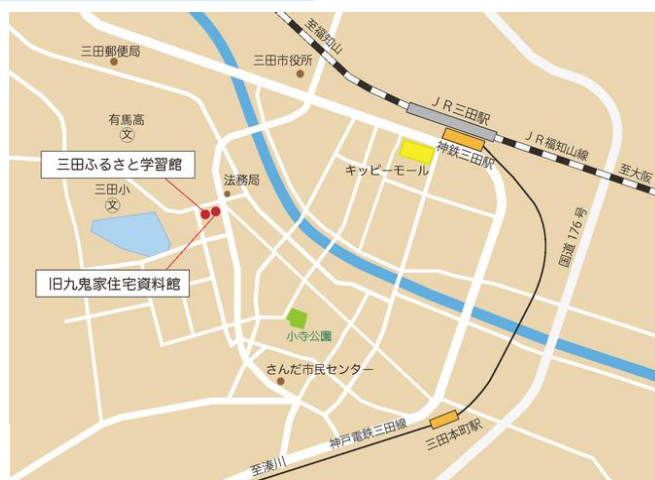 至福知山
三田郵便局
三田市役所
JR三田駅
有馬高
文
神鉄三田駅
JR福知山線
三田ふるさと学習館
キッピーモール
至大阪
三田小
文
法務局
国道176号
旧九鬼家住宅資料館
小寺公園
さんだ市民センター
神戸電鉄三田線
三田本町駅
至湊川